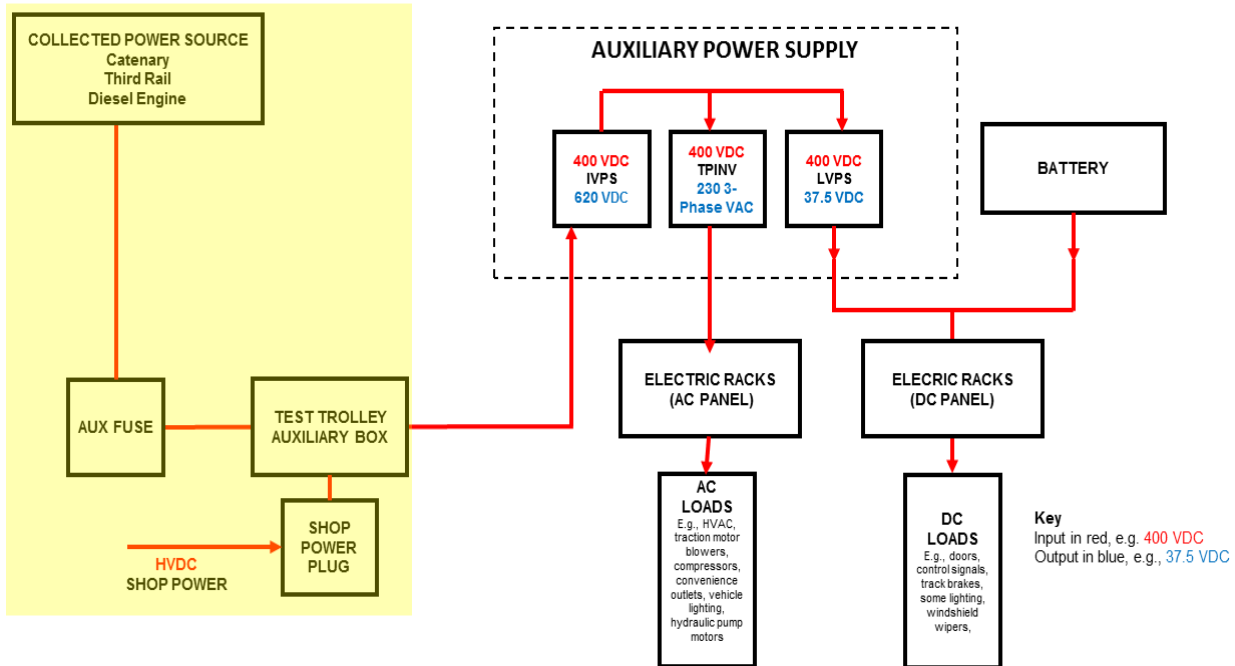 COLLECTED POWER SOURCE
Catenary
Third Rail
Diesel Engine
AUX FUSE
TEST TROLLEY
AUXILIARY BOX
SHOP
POWER
PLUG
HVDC
SHOP POWER
AUXILIARY POWER SUPPLY
400 VDC
IVPS
620 VDC
400 VDC
TPINV
230 3-
Phase VAC
400 VDC
LVPS
37.5 VDC
BATTERY
ELECTRIC RACKS
(AC PANEL)
ELECRIC RACKS
(DC PANEL)
AC
LOADS
E.g., HVAC,
traction motor
blowers,
compressors,
convenience
outlets, vehicle
lighting,
hydraulic pump
motors
DC
LOADS
E.g., doors,
control signals,
track brakes,
some lighting,
windshield
wipers,
Key
Input in red, e.g. 400 VDC
Output in blue, e.g., 37.5 VDC